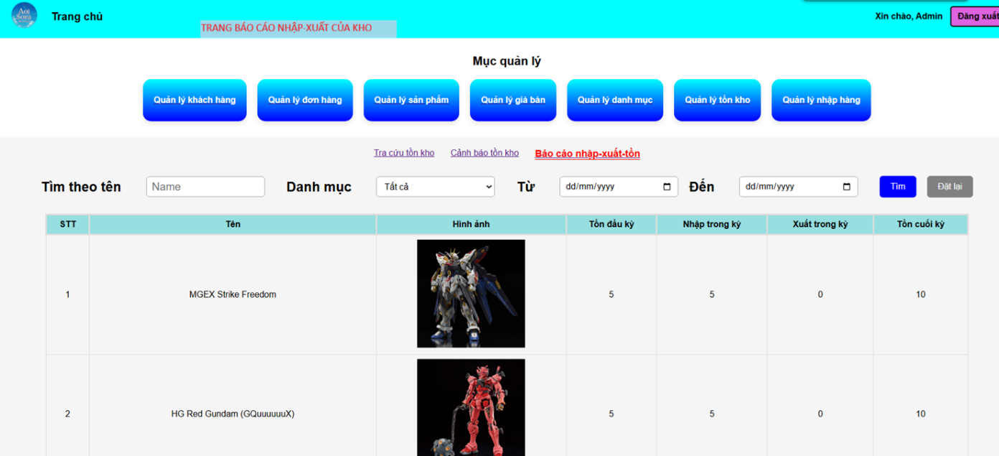 Aoi
Sora
Trang chủ
Xin chào, Admin
Đăng xuất
TRANG BÁO CÁO NHẬP-XUẤT CỦA KHO
Mục quản lý
Quản lý khách hàng
Quản lý đơn hàng
Quản lý sản phẩm
Quản lý giá bán
Quản lý danh mục
Quản lý tồn kho
Quản lý nhập hàng
Tra cứu tồn kho
Cảnh báo tồn kho
Báo cáo nhập-xuất-tồn
Tìm theo tên
Name
Danh mục
Tất cả
Từ
dd/mm/yyyy
Đến
dd/mm/yyyy
Tìm
Đặt lại
STT
Tên
Hình ảnh
Tồn đầu kỳ
Nhập trong kỳ
Xuất trong kỳ
Tồn cuối kỳ
1
MGEX Strike Freedom
5
5
0
10
2
HG Red Gundam (GQuuuuuuX)
5
5
0
10